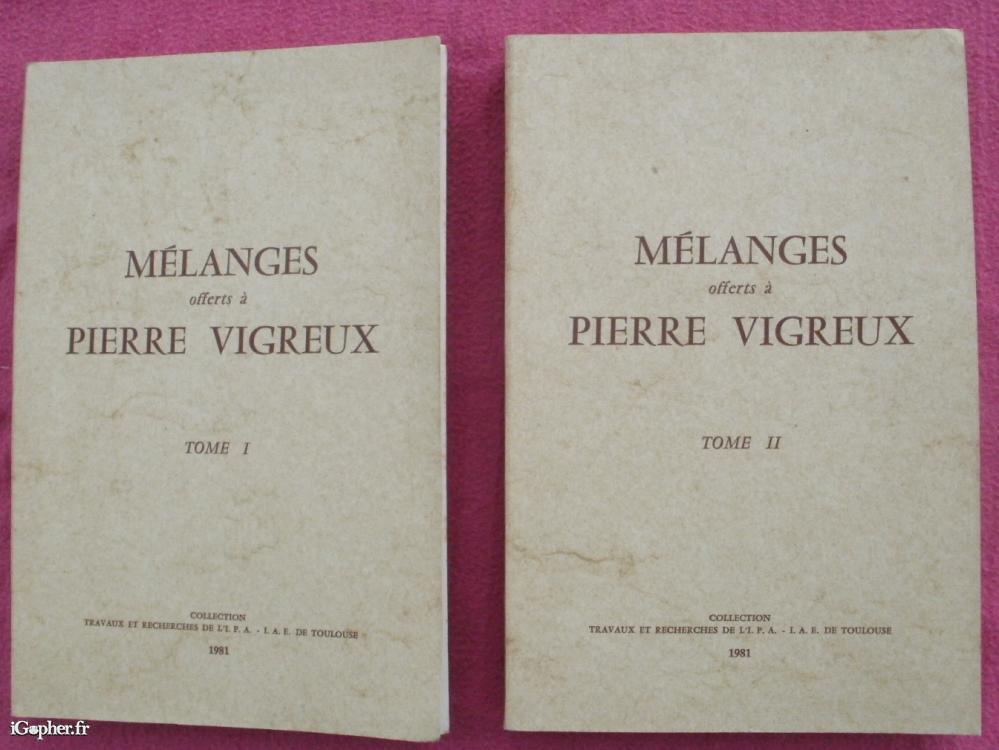 MÉLANGES
offerts à
PIERRE VIGREUX
TOME I
COLLECTION
TRAVAUX ET RECHERCHES DE L'I. P. A. - I. A. E. DE TOULOUSE
1981
MÉLANGES
offerts à
PIERRE VIGREUX
TOME II
COLLECTION
TRAVAUX ET RECHERCHES DE L'I. P. A. - I. A. E. DE TOULOUSE
1981
iGopher.fr